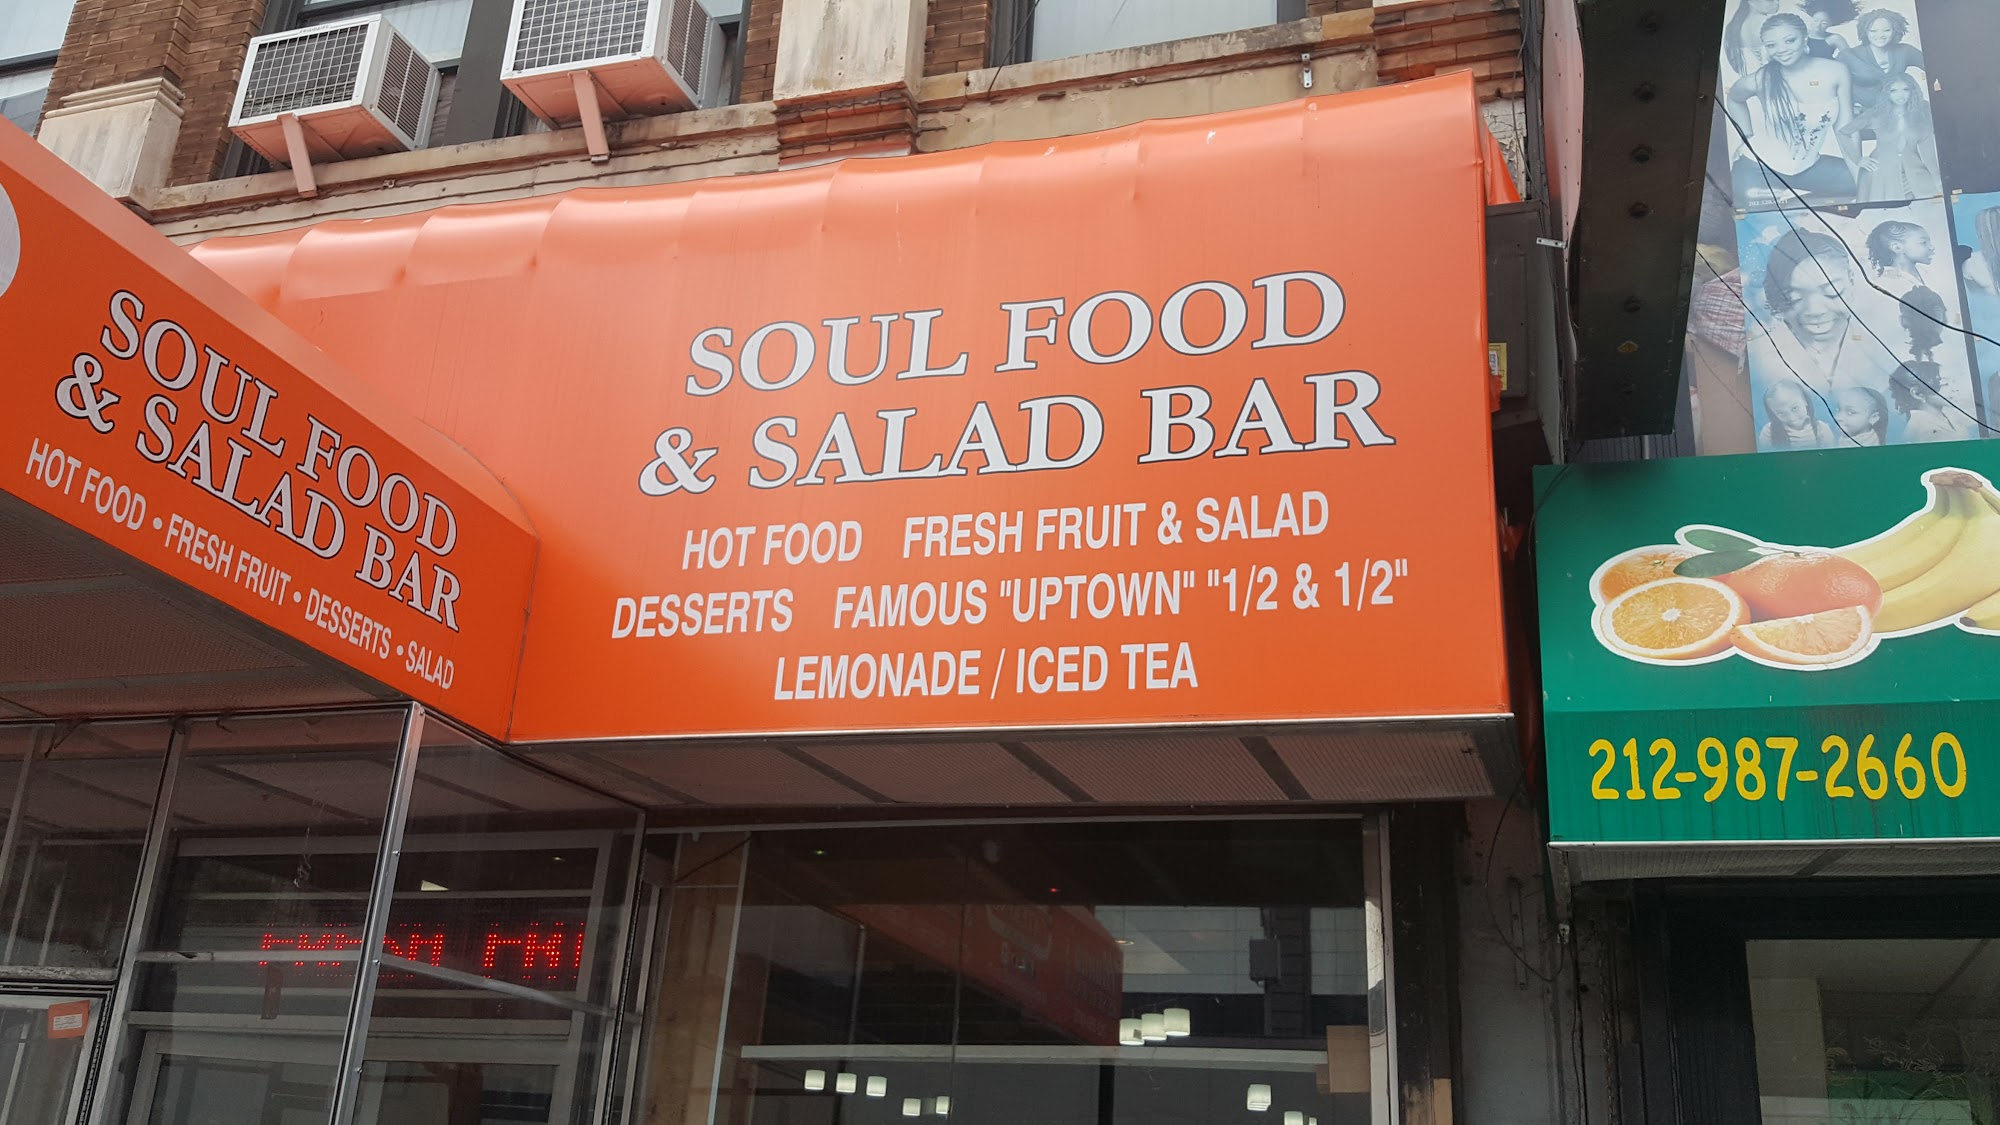 SOUL FOOD
& SALAD BAR
HOT FOOD • FRESH FRUIT • DESSERTS • SALAD
SOUL FOOD
& SALAD BAR
HOT FOOD FRESH FRUIT & SALAD
DESSERTS FAMOUS "UPTOWN" "1/2 & 1/2"
LEMONADE / ICED TEA
212-987-2660